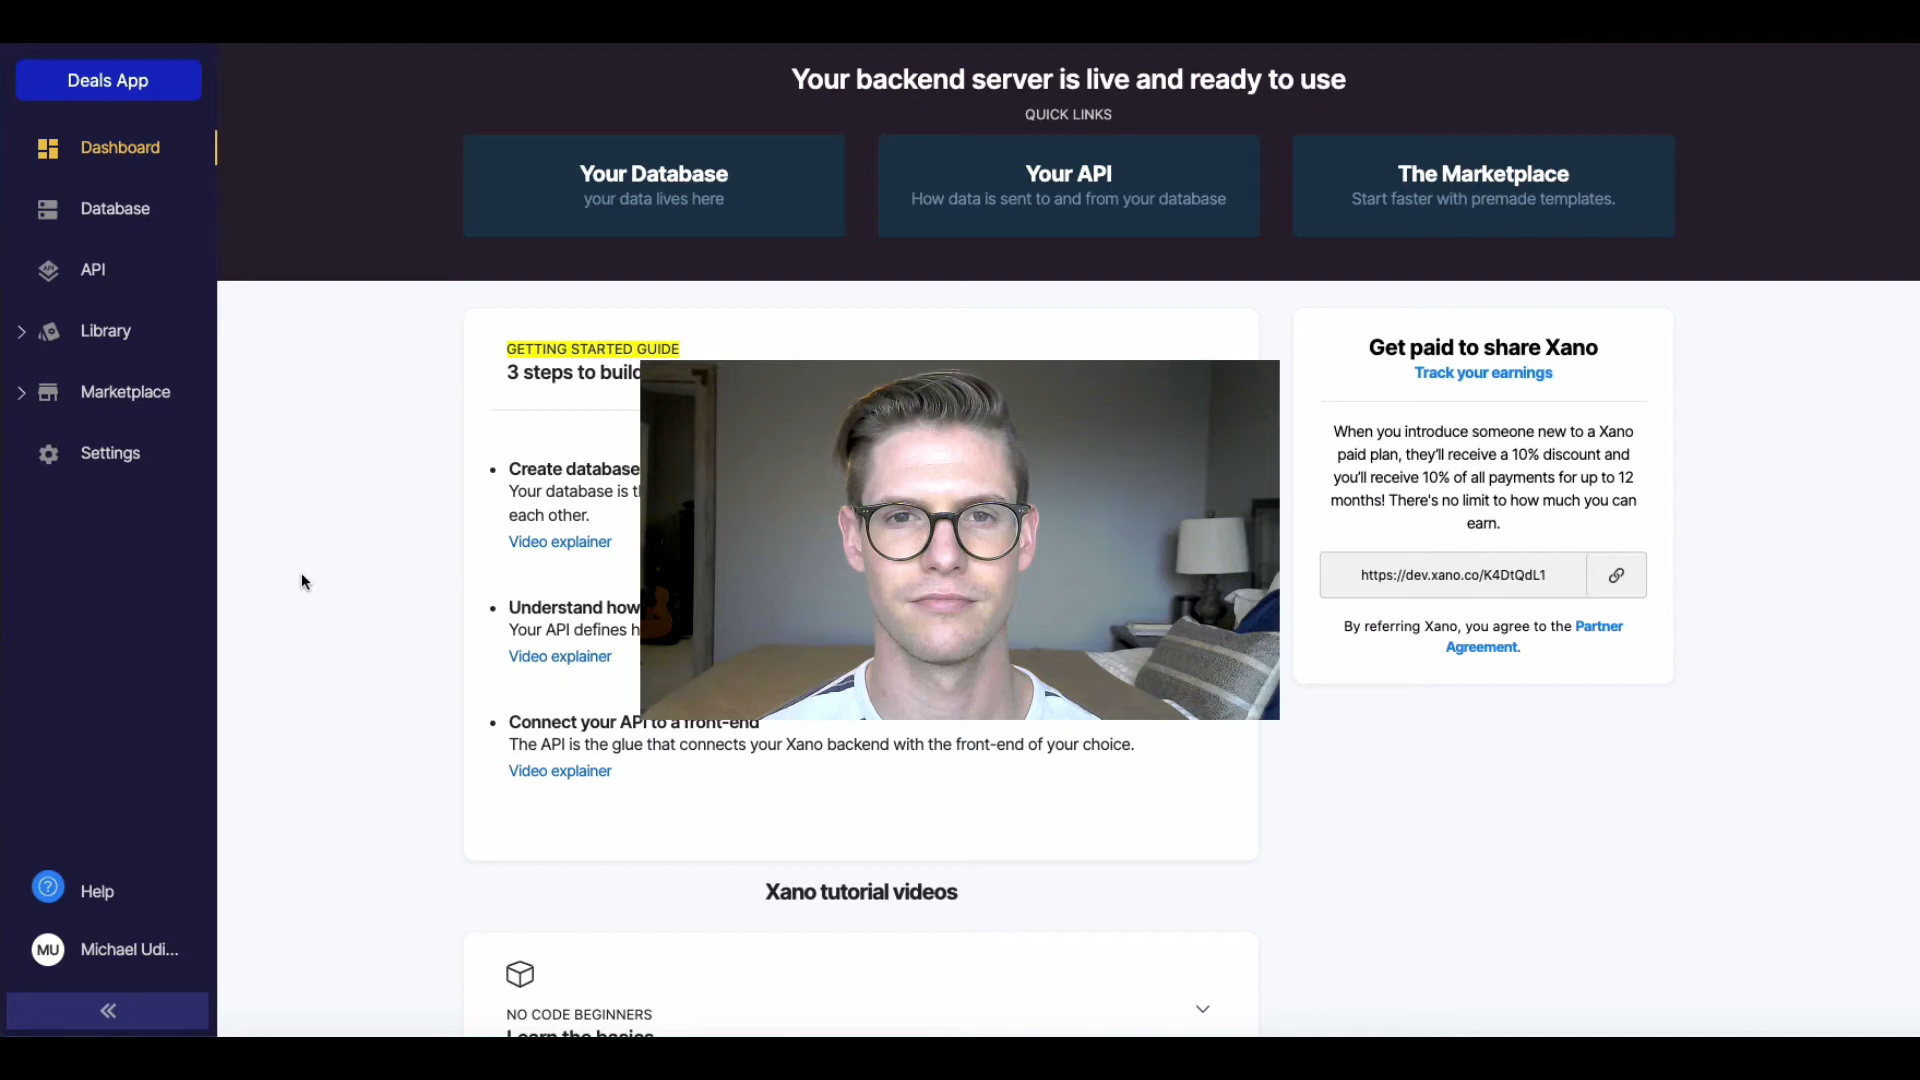 Deals App
Dashboard
Database
API
Library
Marketplace
Settings
Help
MU
Michael Udi...
Your backend server is live and ready to use
QUICK LINKS
Your Database
your data lives here
Your API
How data is sent to and from your database
The Marketplace
Start faster with premade templates.
GETTING STARTED GUIDE
3 steps to build
Create database
Your database is
each other.
Video explainer
Understand how
Your API defines
Video explainer
Connect your API to a front-end
The API is the glue that connects your Xano backend with the front-end of your choice.
Video explainer
Xano tutorial videos
NO CODE BEGINNERS
Learn the basics
Get paid to share Xano
Track your earnings
When you introduce someone new to a Xano
paid plan, they'll receive a 10% discount and
you'll receive 10% of all payments for up to 12
months! There's no limit to how much you can
earn.
https://dev.xano.co/K4DtQdL1
By referring Xano, you agree to the Partner
Agreement.